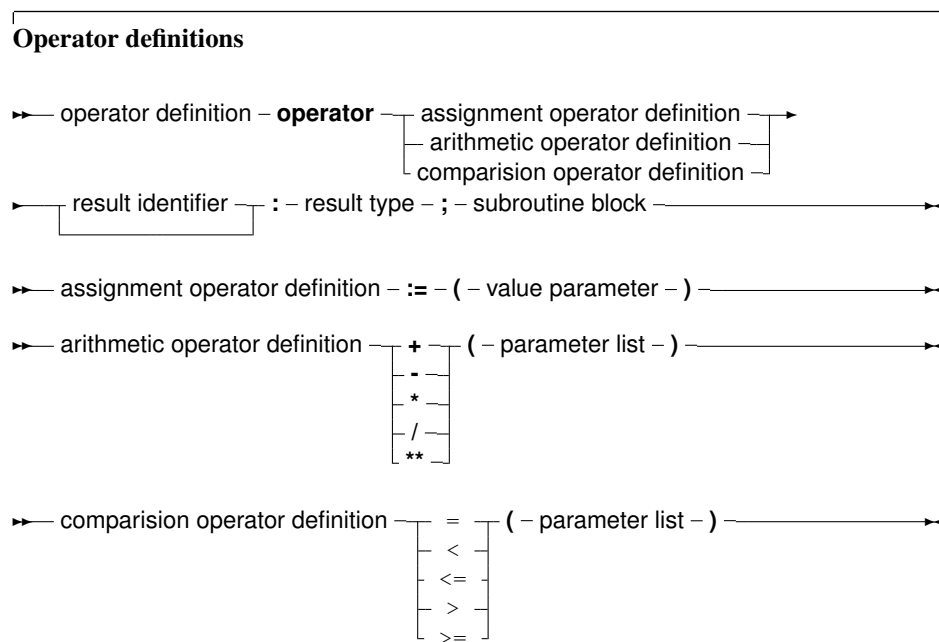 Operator definitions
operator definition – operator – assignment operator definition
arithmetic operator definition
comparision operator definition
result identifier : – result type – ; – subroutine block
assignment operator definition – := – ( – value parameter – )
arithmetic operator definition + ( – parameter list – )
-
*
/
**
comparision operator definition = ( – parameter list – )
<
<=
>
>=